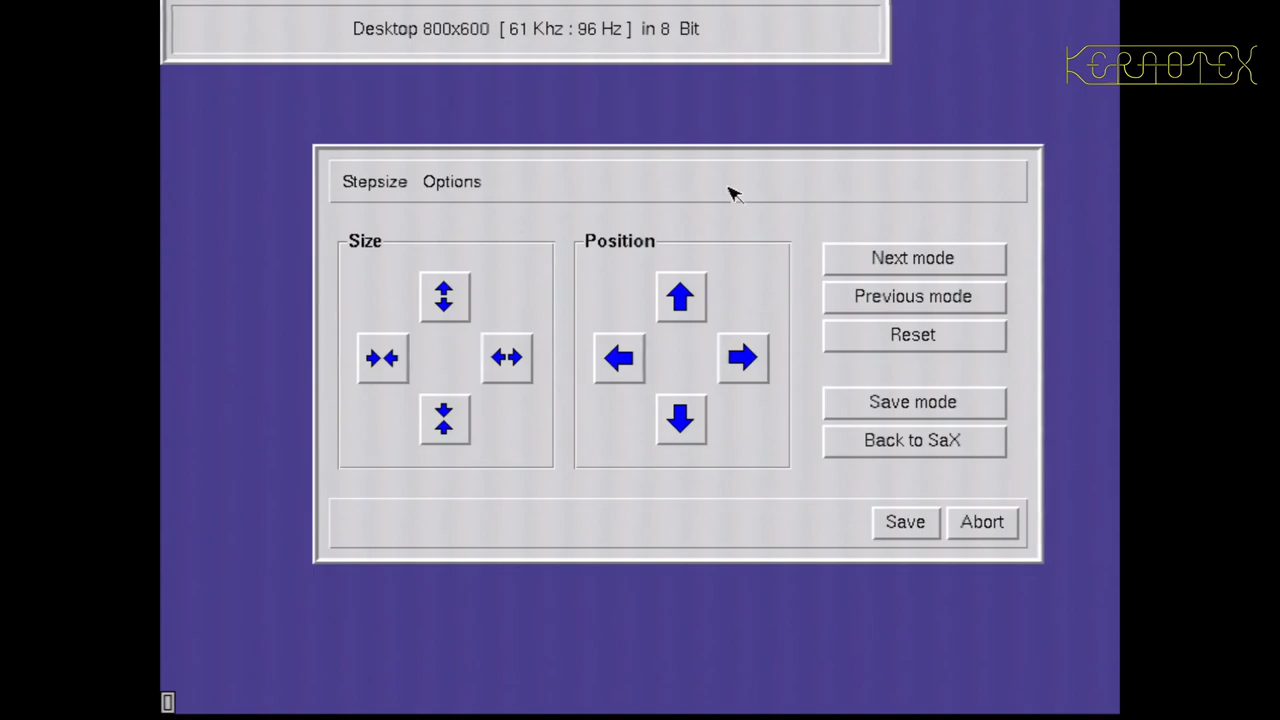 Desktop 800x600 [ 61 Khz : 96 Hz ] in 8 Bit
KERNOTEX
Stepsize Options
Size
Position
Next mode
Previous mode
Reset
Save mode
Back to SaX
Save Abort